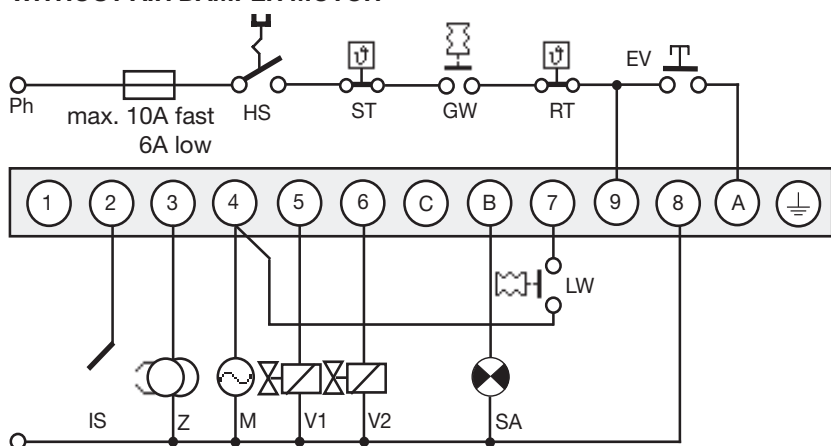 WITHOUT AIR DAMPER MOTOR
Ph
max. 10A fast
6A low
HS
ϑ
ST
GW
ϑ
RT
EV
1 2 3 4 5 6 C B 7 9 8 A
LW
IS Z M V1 V2 SA